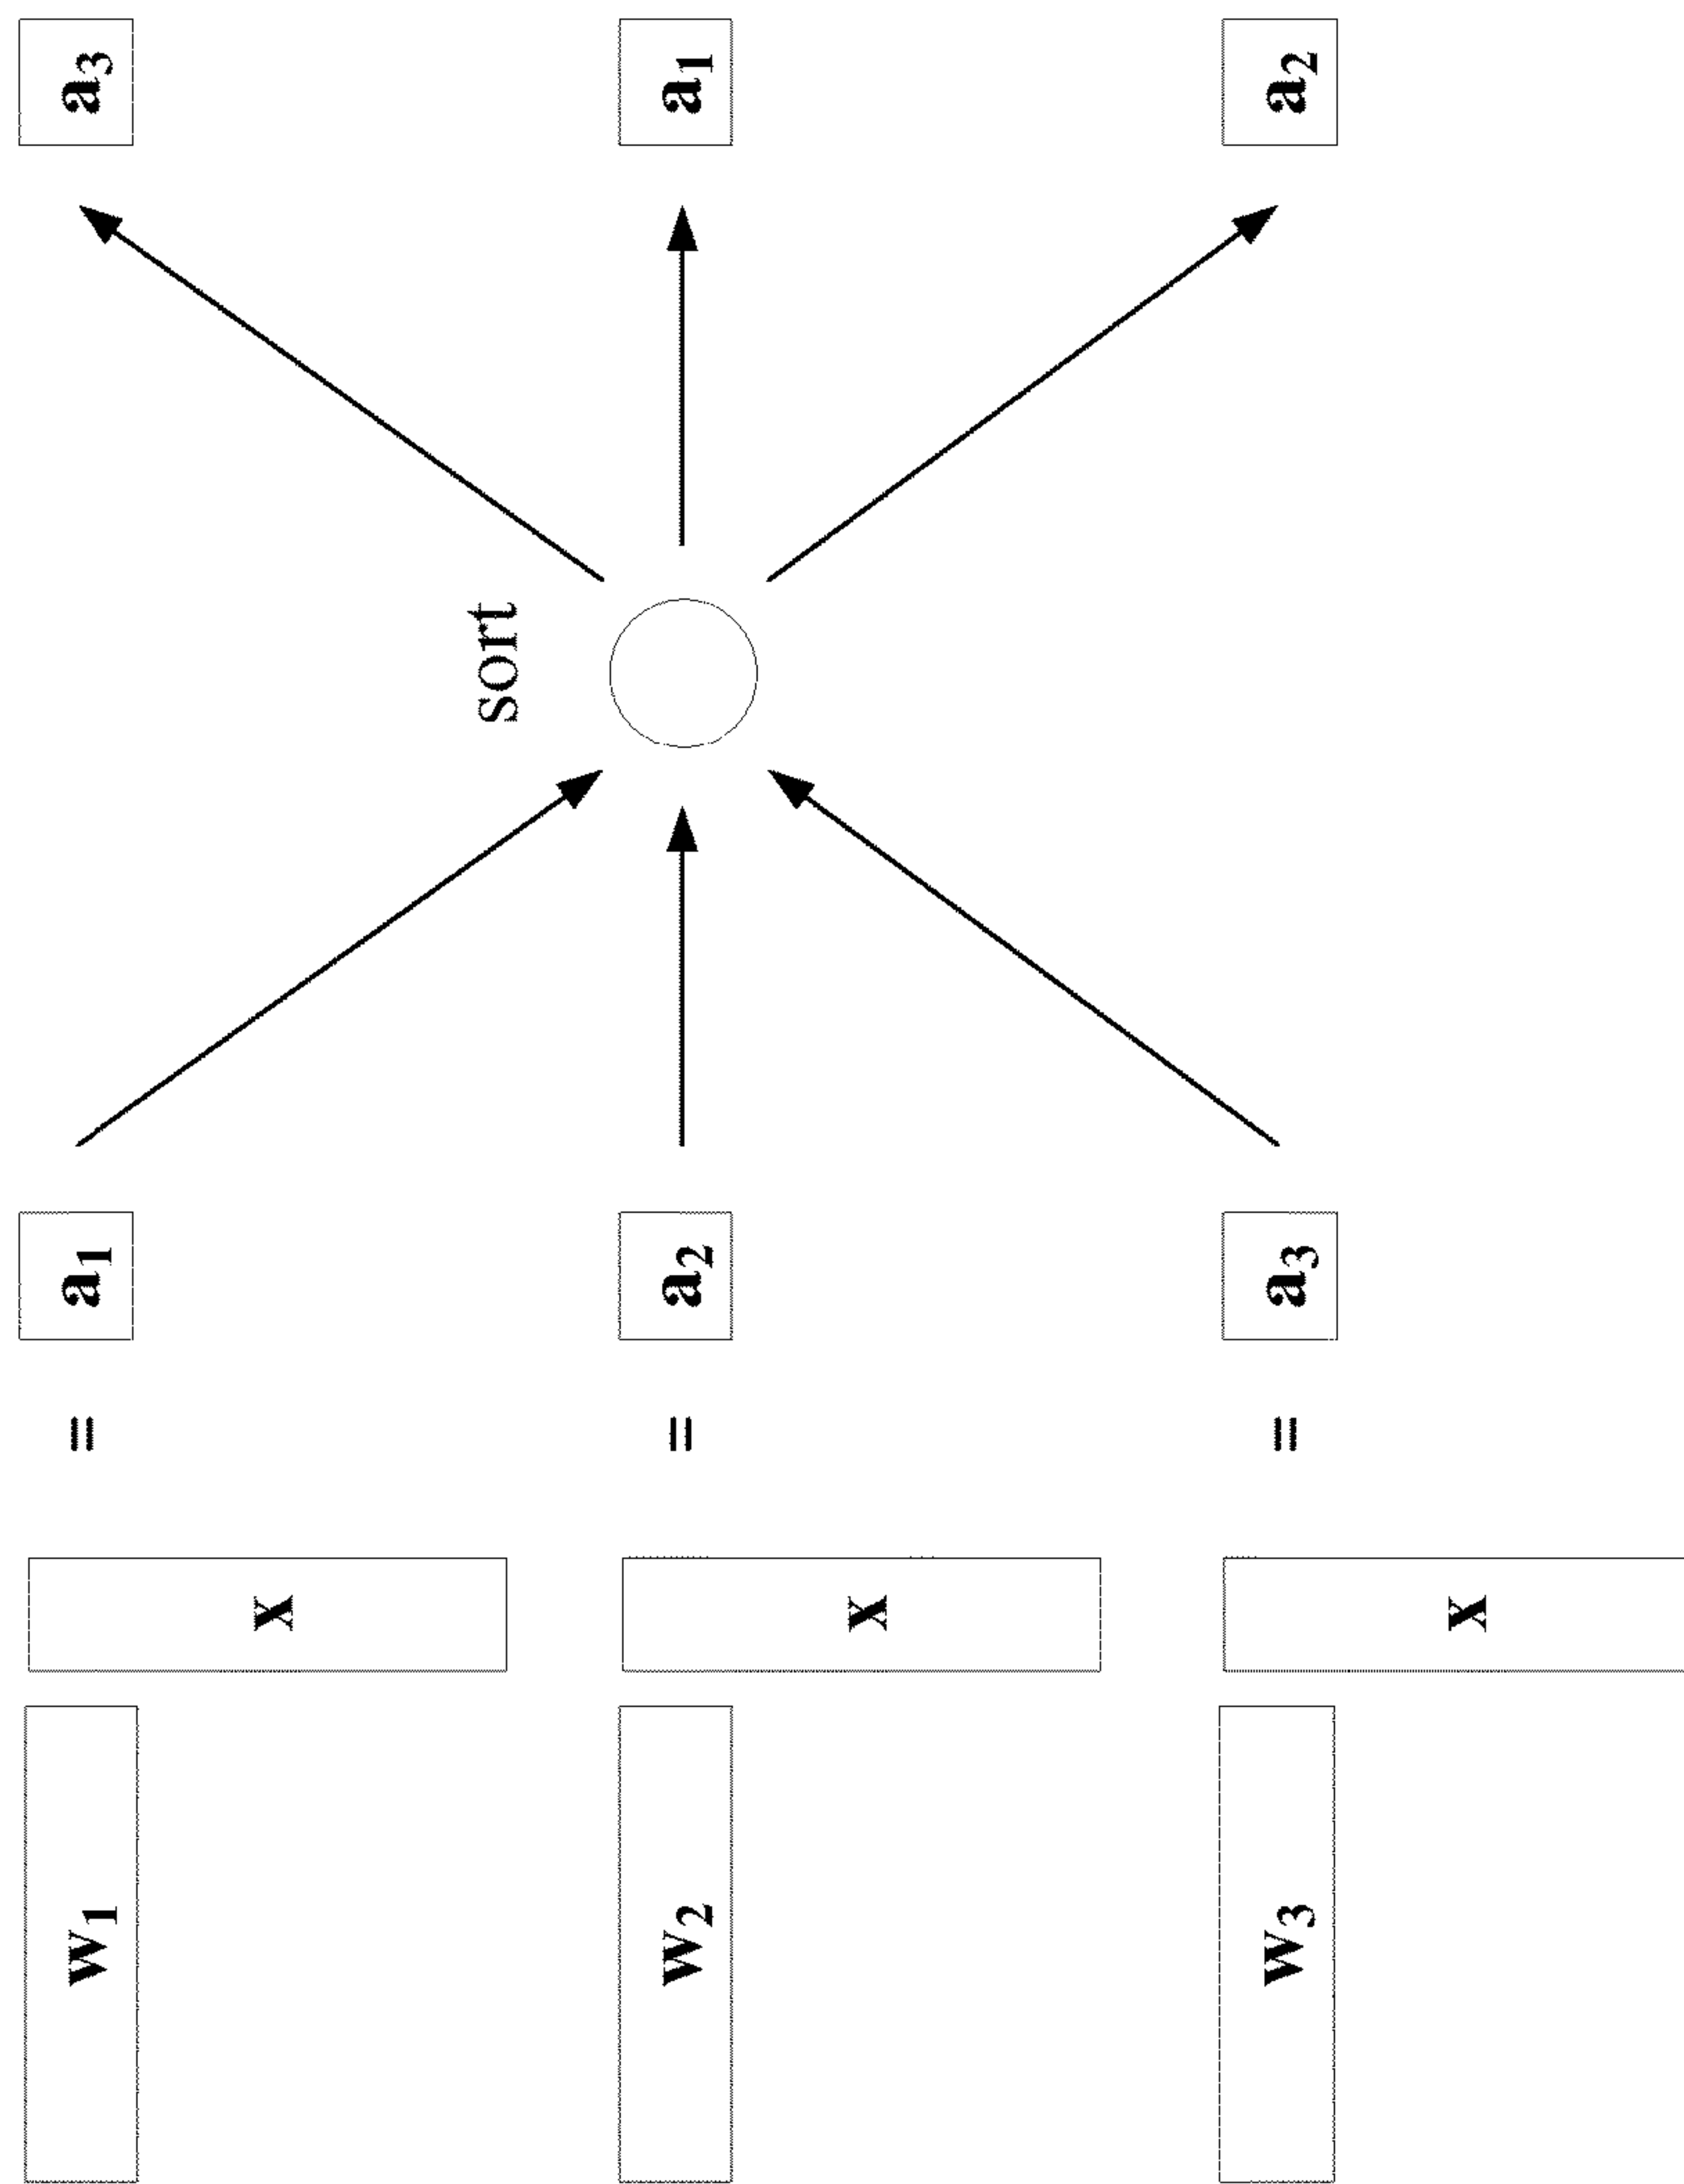 w1 x = a1 a3
sort
w2 x = a2 a1
w3 x = a3 a2